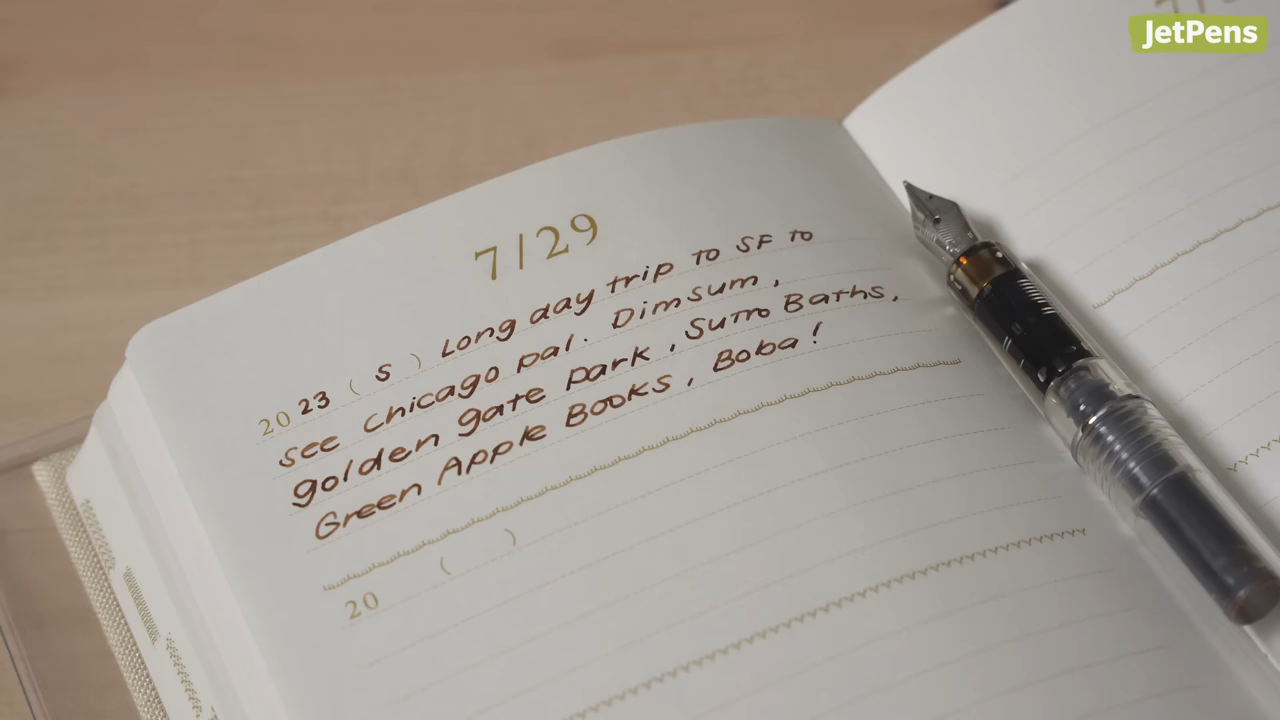 JetPens
7/29
2023 (S) Long day trip to SF to
see chicago pal. Dimsum,
golden gate park, Sutro Baths,
Green Apple Books, Boba!
20 ( )